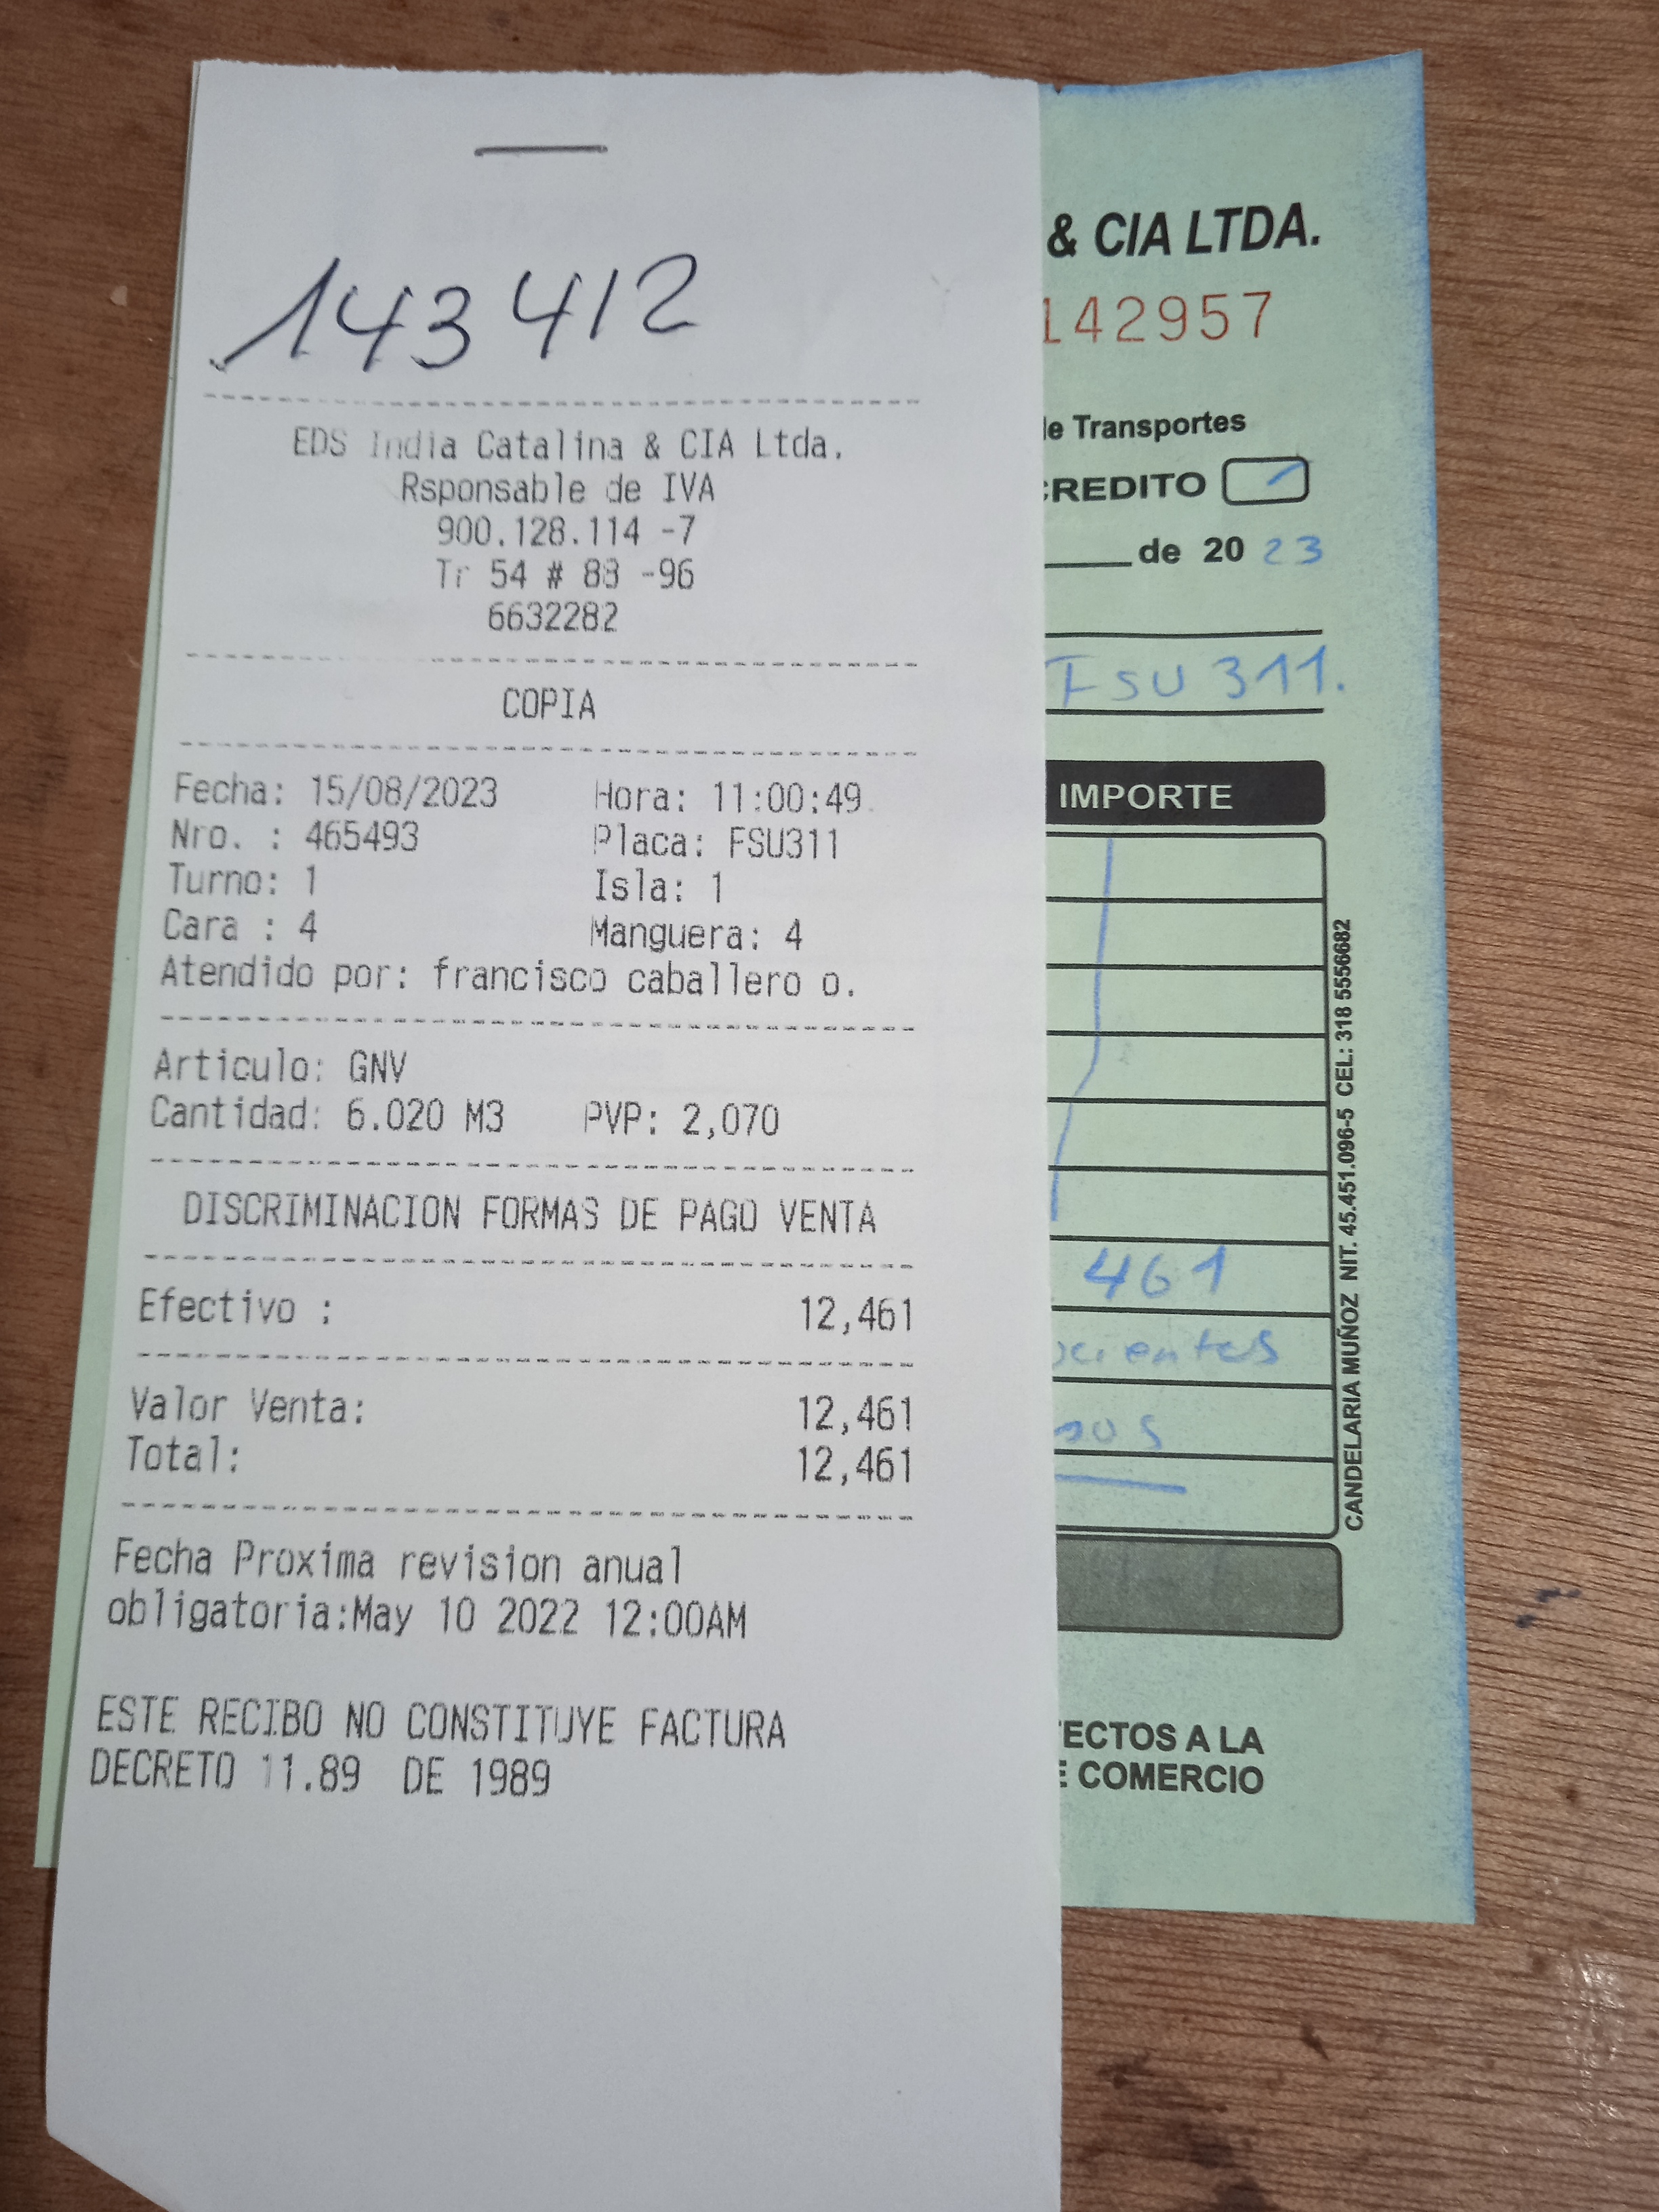 143412
EDS India Catalina & CIA Ltda.
Rsponsable de IVA
900.128.114 -7
Tr 54 # 88 -96
6632282
COPIA
Fecha: 15/08/2023 Hora: 11:00:49
Nro. : 465493 Placa: FSU311
Turno: 1 Isla: 1
Cara : 4 Manguera: 4
Atendido por: francisco caballero o.
Articulo: GNV
Cantidad: 6.020 M3 PVP: 2,070
DISCRIMINACION FORMAS DE PAGO VENTA
Efectivo : 12,461
Valor Venta: 12,461
Total: 12,461
Fecha Proxima revision anual
obligatoria:May 10 2022 12:00AM
ESTE RECIBO NO CONSTITUYE FACTURA
DECRETO 11.89 DE 1989
& CIA LTDA.
142957
Transportes
CREDITO
de 20 23
FSU 311.
IMPORTE
461
CANDELARIA MUÑOZ NIT. 45.451.096-5 CEL: 318 5556682
ECTOS A LA
COMERCIO